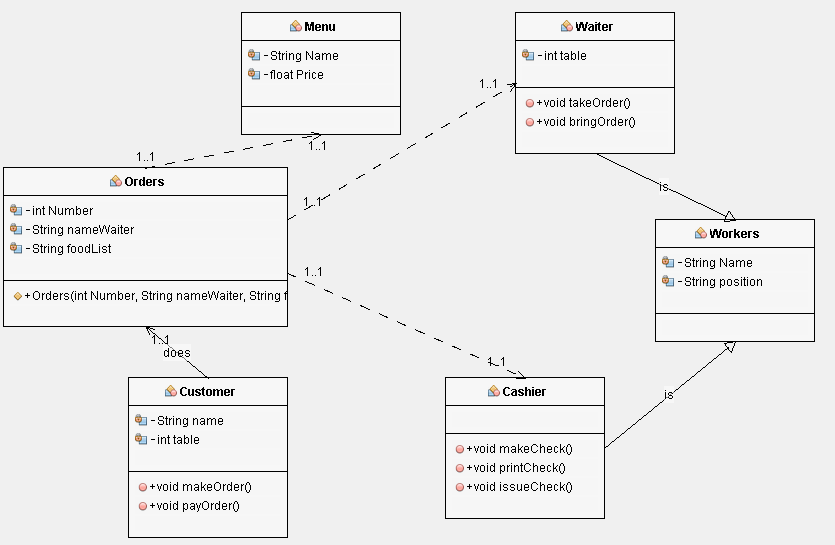 Menu
-String Name
-float Price
Waiter
-int table
+void takeOrder()
+void bringOrder()
1..1
1..1
1..1
1..1
Orders
-int Number
-String nameWaiter
-String foodList
+Orders(int Number, String nameWaiter, String f
is
Workers
-String Name
-String position
1..1
1..1
1..1
does
is
Customer
-String name
-int table
+void makeOrder()
+void payOrder()
Cashier
+void makeCheck()
+void printCheck()
+void issueCheck()